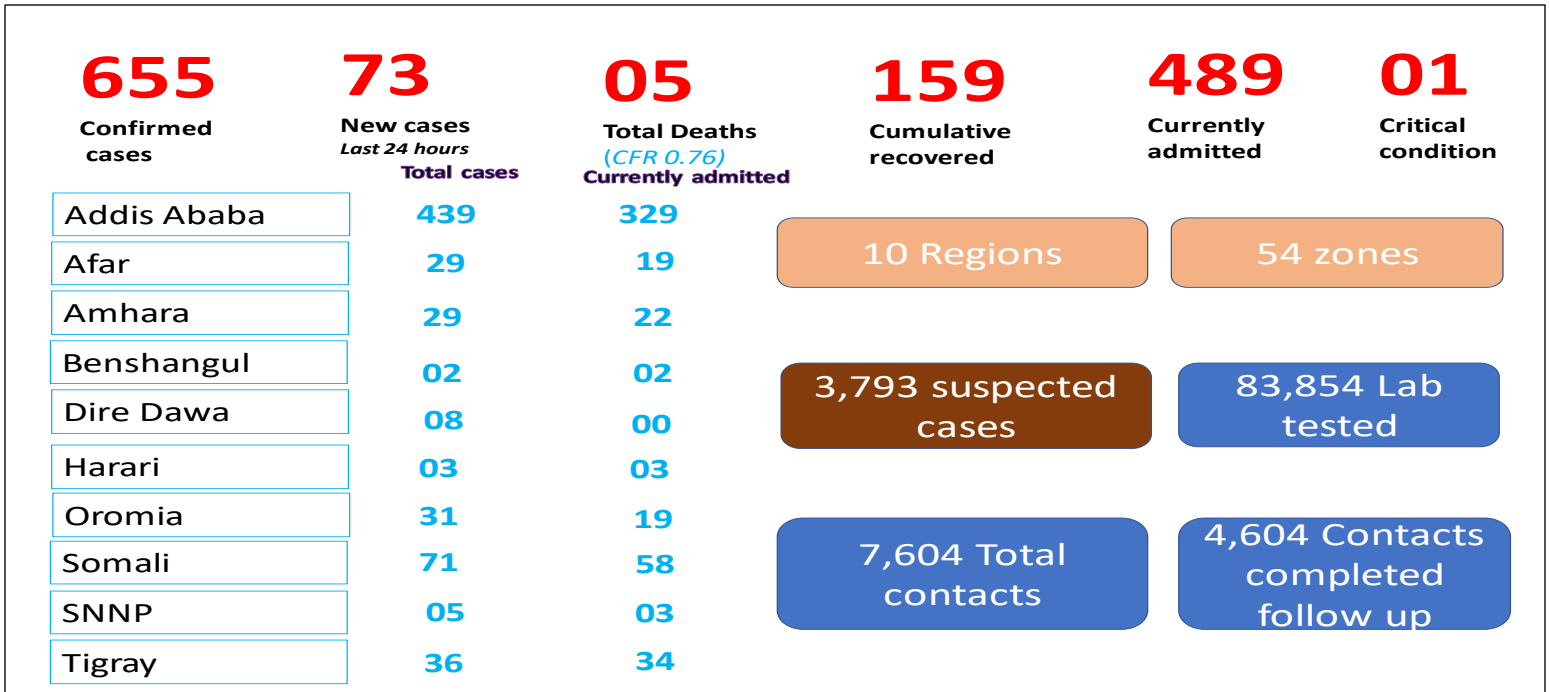 655 73 05 159 489 01
Confirmed cases
New cases
Last 24 hours
Total Deaths
(CFR 0.76)
Cumulative recovered
Currently admitted
Critical condition
Total cases Currently admitted
Addis Ababa 439 329
Afar 29 19
Amhara 29 22
Benshangul 02 02
Dire Dawa 08 00
Harari 03 03
Oromia 31 19
Somali 71 58
SNNP 05 03
Tigray 36 34
10 Regions
54 zones
3,793 suspected
cases
83,854 Lab
tested
7,604 Total
contacts
4,604 Contacts
completed
follow up